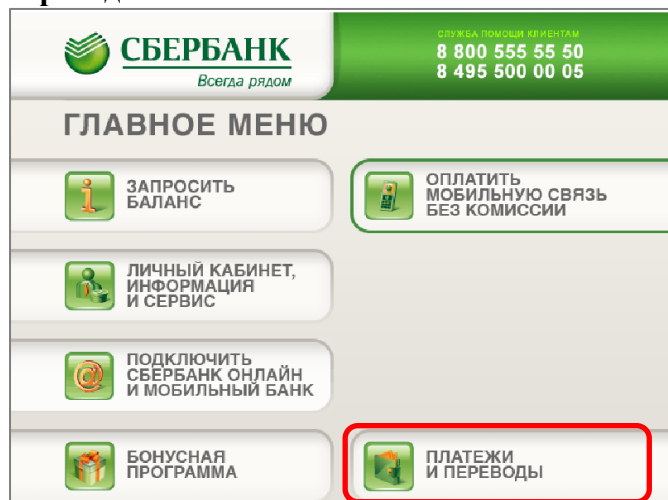 СБЕРБАНК
Всегда рядом
СЛУЖБА ПОМОЩИ КЛИЕНТАМ
8 800 555 55 50
8 495 500 00 05
ГЛАВНОЕ МЕНЮ
ЗАПРОСИТЬ
БАЛАНС
ОПЛАТИТЬ
МОБИЛЬНУЮ СВЯЗЬ
БЕЗ КОМИССИИ
ЛИЧНЫЙ КАБИНЕТ,
ИНФОРМАЦИЯ
И СЕРВИС
ПОДКЛЮЧИТЬ
СБЕРБАНК ОНЛАЙН
И МОБИЛЬНЫЙ БАНК
БОНУСНАЯ
ПРОГРАММА
ПЛАТЕЖИ
И ПЕРЕВОДЫ